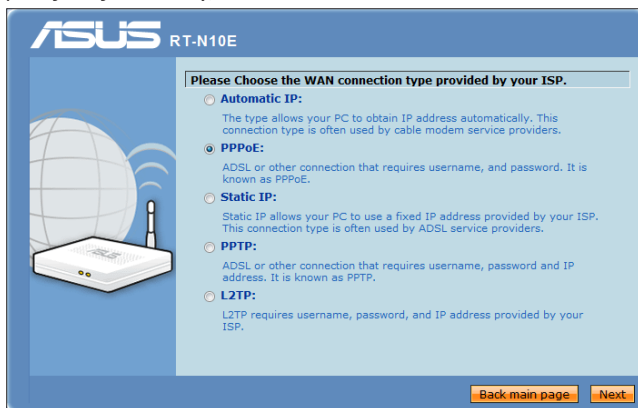 ASUS RT-N10E
Please Choose the WAN connection type provided by your ISP.
Automatic IP:
The type allows your PC to obtain IP address automatically. This
connection type is often used by cable modem service providers.
PPPoE:
ADSL or other connection that requires username, and password. It is
known as PPPoE.
Static IP:
Static IP allows your PC to use a fixed IP address provided by your ISP.
This connection type is often used by ADSL service providers.
PPTP:
ADSL or other connection that requires username, password and IP
address. It is known as PPTP.
L2TP:
L2TP requires username, password, and IP address provided by your
ISP.
ASUS
Back main page Next